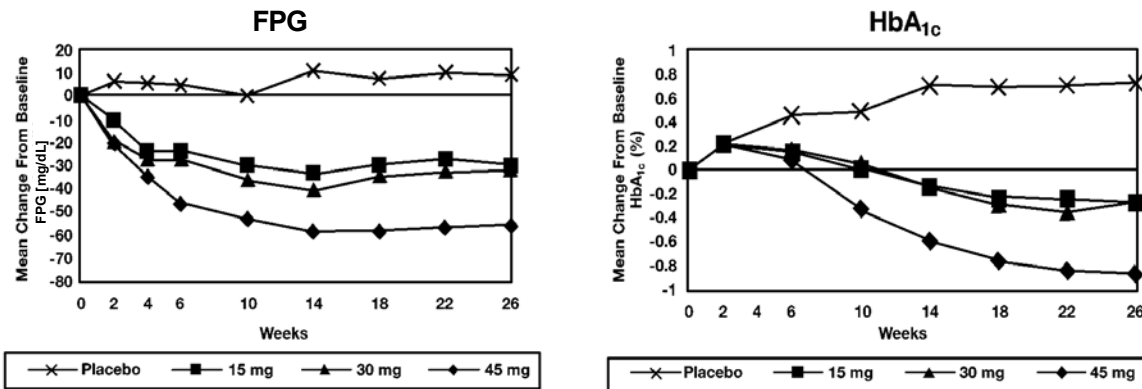 FPG
Mean Change From Baseline
FPG [mg/dL]
20
10
0
-10
-20
-30
-40
-50
-60
-70
-80
0 2 4 6 10 14 18 22 26
Weeks
Placebo 15 mg 30 mg 45 mg
HbA1c
Mean Change From Baseline
HbA1c (%)
1
0.8
0.6
0.4
0.2
0
-0.2
-0.4
-0.6
-0.8
-1
0 2 6 10 14 18 22 26
Weeks
Placebo 15 mg 30 mg 45 mg